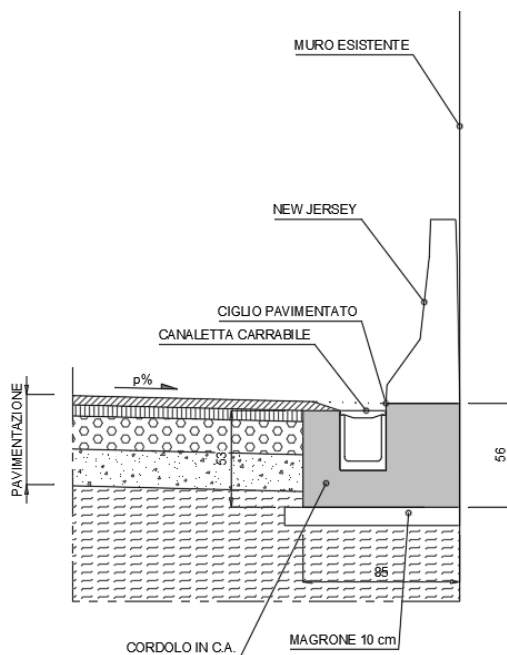 MURO ESISTENTE
NEW JERSEY
CIGLIO PAVIMENTATO
CANALETTA CARRABILE
p%
PAVIMENTAZIONE
53
56
85
CORDOLO IN C.A.
MAGRONE 10 cm